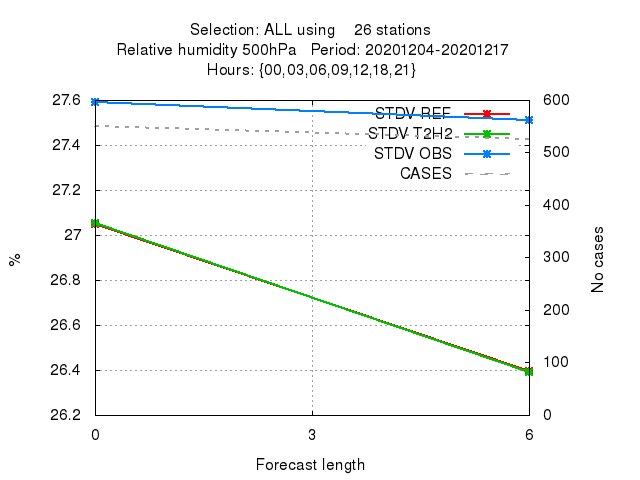 Selection: ALL using    26 stations
Relative humidity 500hPa   Period: 20201204-20201217
Hours: {00,03,06,09,12,18,21}
27.6
27.4
27.2
27
26.8
26.6
26.4
26.2
%
STDV REF
STDV T2H2
STDV OBS
CASES
600
500
400
300
200
100
0
No cases
0
3
6
Forecast length